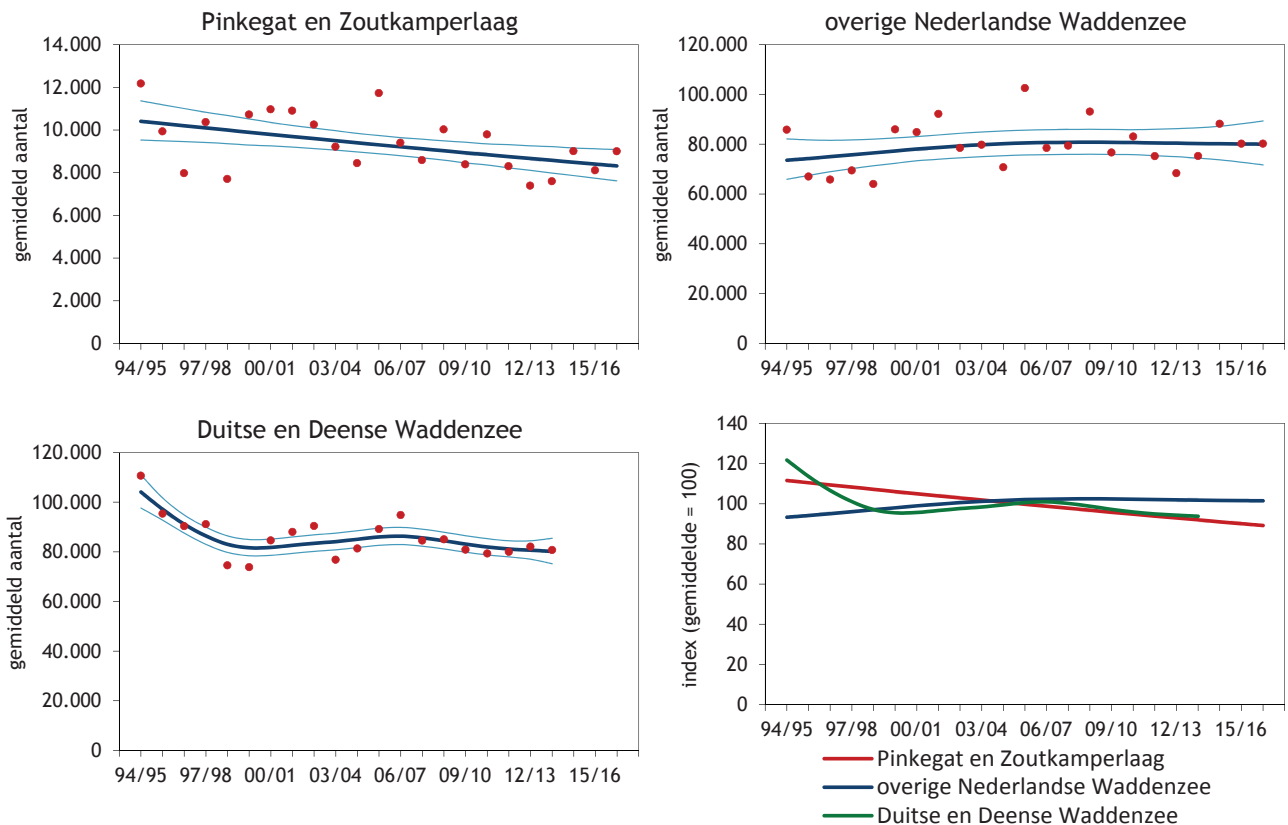 Pinkegat en Zoutkamperlaag
gemiddeld aantal
14.000
12.000
10.000
8.000
6.000
4.000
2.000
0
94/95 97/98 00/01 03/04 06/07 09/10 12/13 15/16
overige Nederlandse Waddenzee
gemiddeld aantal
120.000
100.000
80.000
60.000
40.000
20.000
0
94/95 97/98 00/01 03/04 06/07 09/10 12/13 15/16
Duitse en Deense Waddenzee
gemiddeld aantal
120.000
100.000
80.000
60.000
40.000
20.000
0
94/95 97/98 00/01 03/04 06/07 09/10 12/13 15/16
index (gemiddelde = 100)
140
120
100
80
60
40
20
0
94/95 97/98 00/01 03/04 06/07 09/10 12/13 15/16
Pinkegat en Zoutkamperlaag
overige Nederlandse Waddenzee
Duitse en Deense Waddenzee